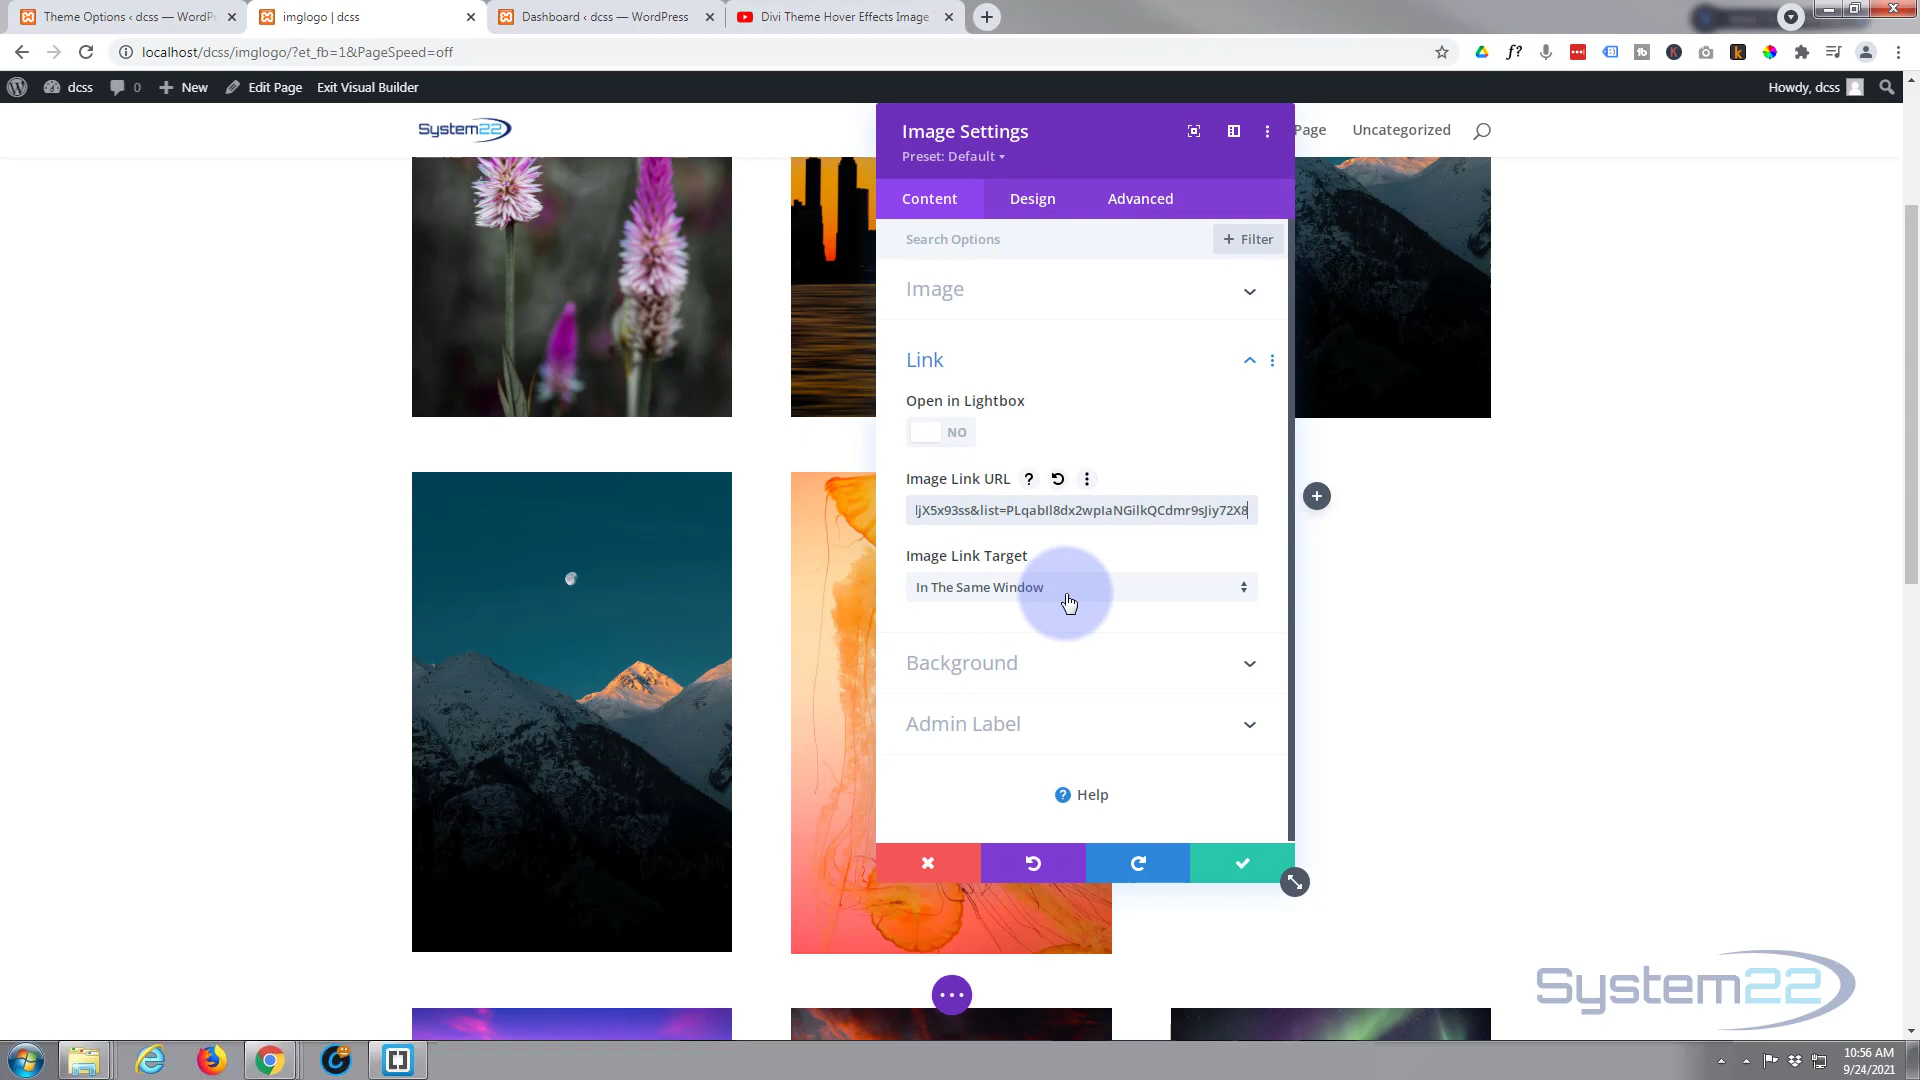 Theme Options ‹ dcss — WordPr
imglogo | dcss
Dashboard ‹ dcss — WordPress
Divi Theme Hover Effects Image
localhost/dcss/imglogo/?et_fb=1&PageSpeed=off
dcss
0
New
Edit Page
Exit Visual Builder
Howdy, dcss
System22
Page
Uncategorized
Image Settings
Preset: Default
Content
Design
Advanced
Search Options
+ Filter
Image
Link
Open in Lightbox
NO
Image Link URL
ljX5x93ss&list=PLqabIl8dx2wpIaNGilkQCdmr9sJiy72X8
Image Link Target
In The Same Window
Background
Admin Label
Help
System22
10:56 AM
9/24/2021